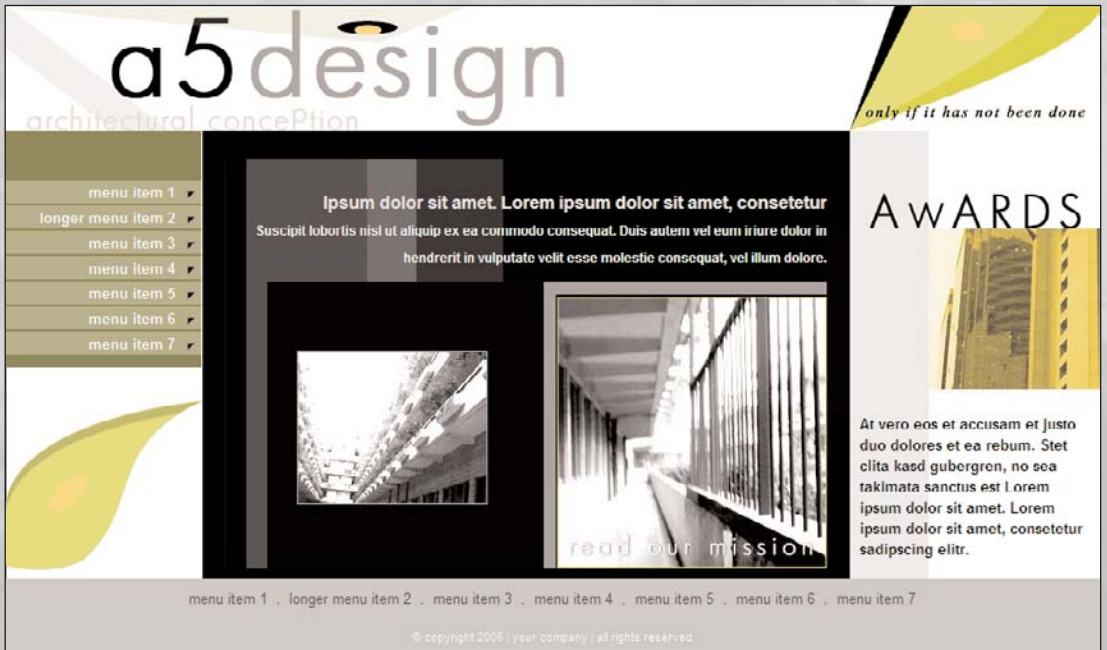 a5design
architectural concePtion
only if it has not been done
menu item 1
longer menu item 2
menu item 3
menu item 4
menu item 5
menu item 6
menu item 7
Ipsum dolor sit amet. Lorem ipsum dolor sit amet, consetetur
Suscipit lobortis nisl ut aliquip ex ea commodo consequat. Duis autem vel eum iriure dolor in
hendrerit in vulputate velit esse molestie consequat, vel illum dolore.
read our mission
AwARDS
At vero eos et accusam et justo
duo dolores et ea rebum. Stet
clita kasd gubergren, no sea
takimata sanctus est Lorem
ipsum dolor sit amet. Lorem
ipsum dolor sit amet, consetetur
sadipscing elitr.
menu item 1 . longer menu item 2 . menu item 3 . menu item 4 . menu item 5 . menu item 6 . menu item 7
© copyright 2006 | your company | all rights reserved